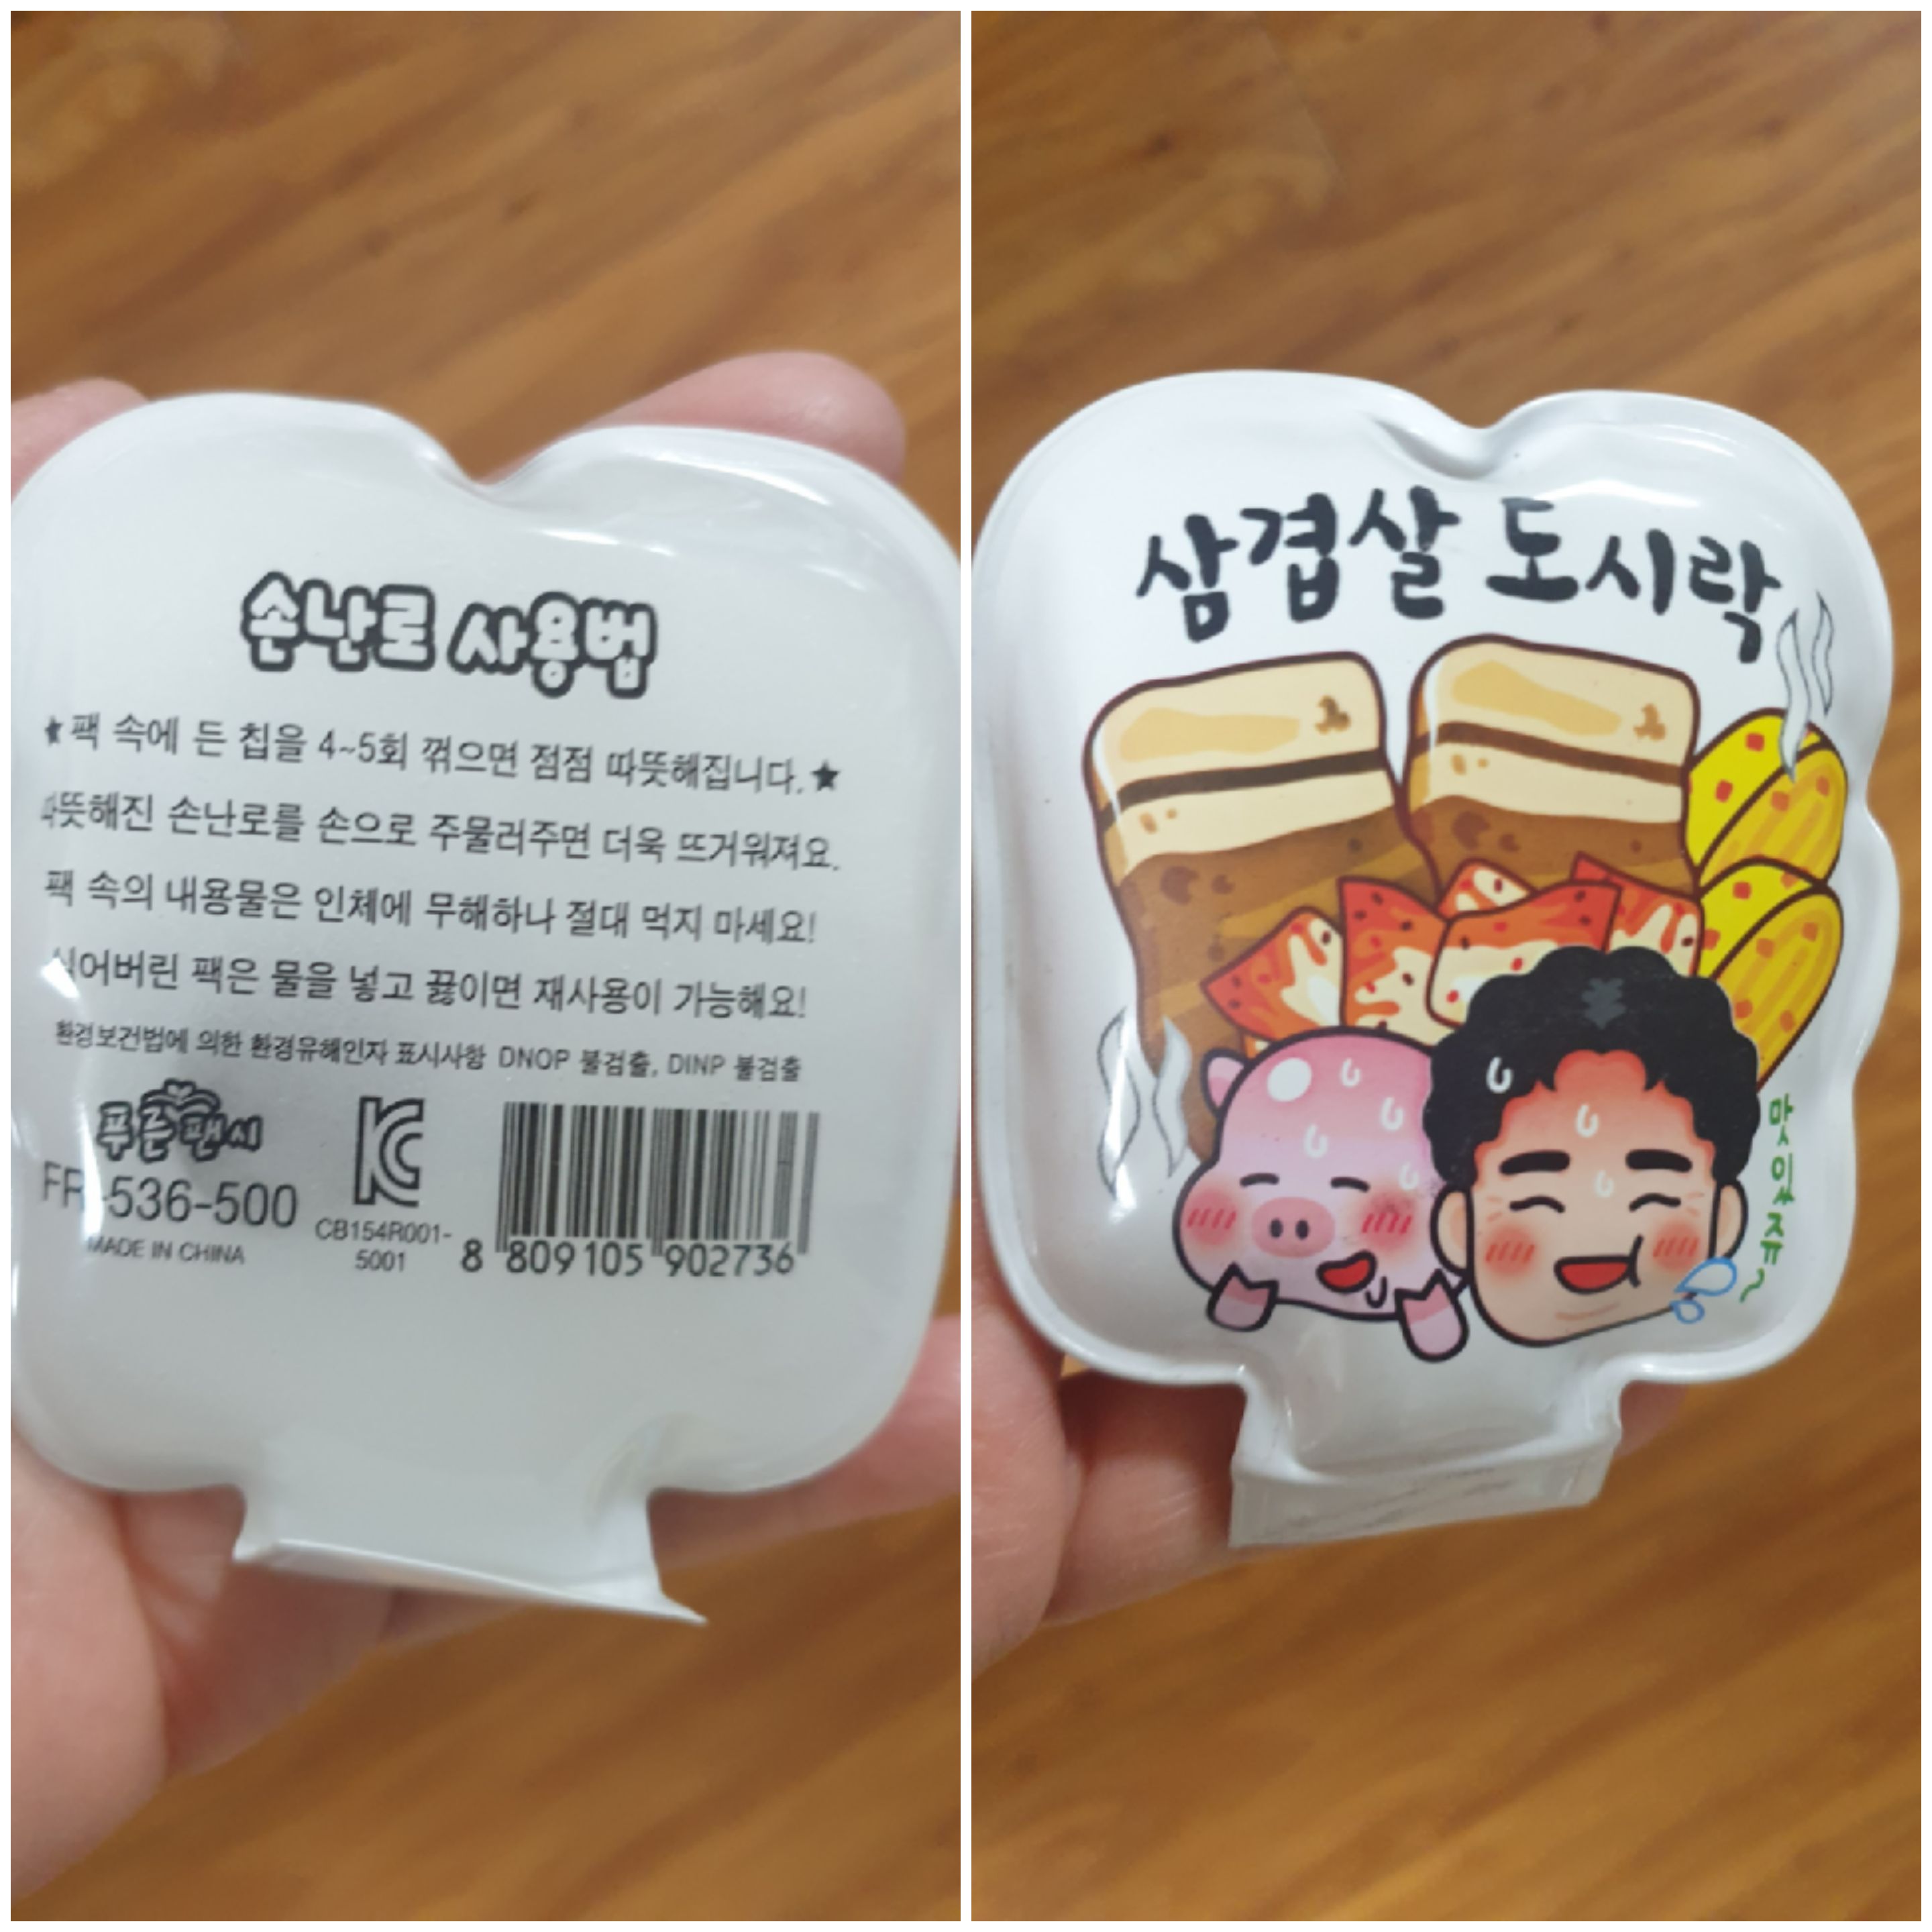 손난로 사용법
★팩 속에 든 칩을 4~5회 꺾으면 점점 따뜻해집니다.★
따뜻해진 손난로를 손으로 주물러주면 더욱 뜨거워져요.
팩 속의 내용물은 인체에 무해하나 절대 먹지 마세요!
식어버린 팩은 물을 넣고 끓이면 재사용이 가능해요!
환경보건법에 의한 환경유해인자 표시사항 DNOP 불검출, DINP 불검출
푸른팬시
-536-500
MADE IN CHINA
KC
CB154R001-
5001
8 809105 902736
삼겹살 도시락
맛이쓔쥬~